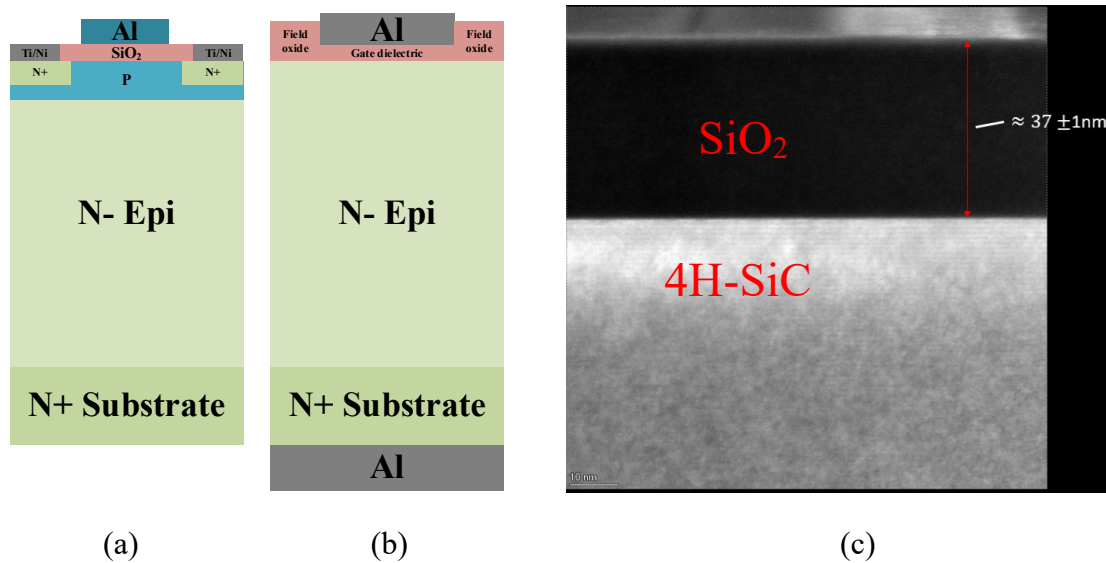 Al
Ti/Ni
SiO₂
Ti/Ni
N+
P
N+
N- Epi
N+ Substrate
(a)
Al
Field
oxide
Field
oxide
Gate dielectric
N- Epi
N+ Substrate
Al
(b)
SiO₂
≈ 37 ±1nm
4H-SiC
10 nm
(c)